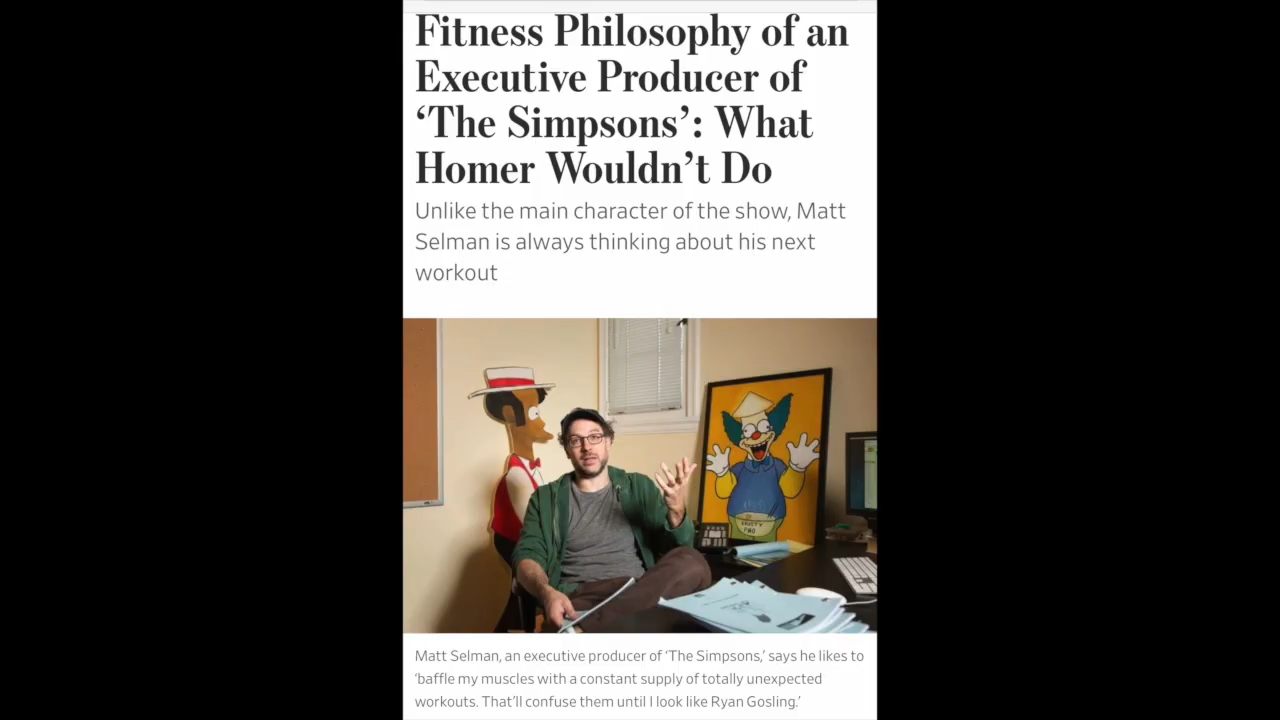 Fitness Philosophy of an
Executive Producer of
‘The Simpsons’: What
Homer Wouldn’t Do
Unlike the main character of the show, Matt
Selman is always thinking about his next
workout
KRUSTY
Matt Selman, an executive producer of ‘The Simpsons,’ says he likes to
‘baffle my muscles with a constant supply of totally unexpected
workouts. That’ll confuse them until I look like Ryan Gosling.’